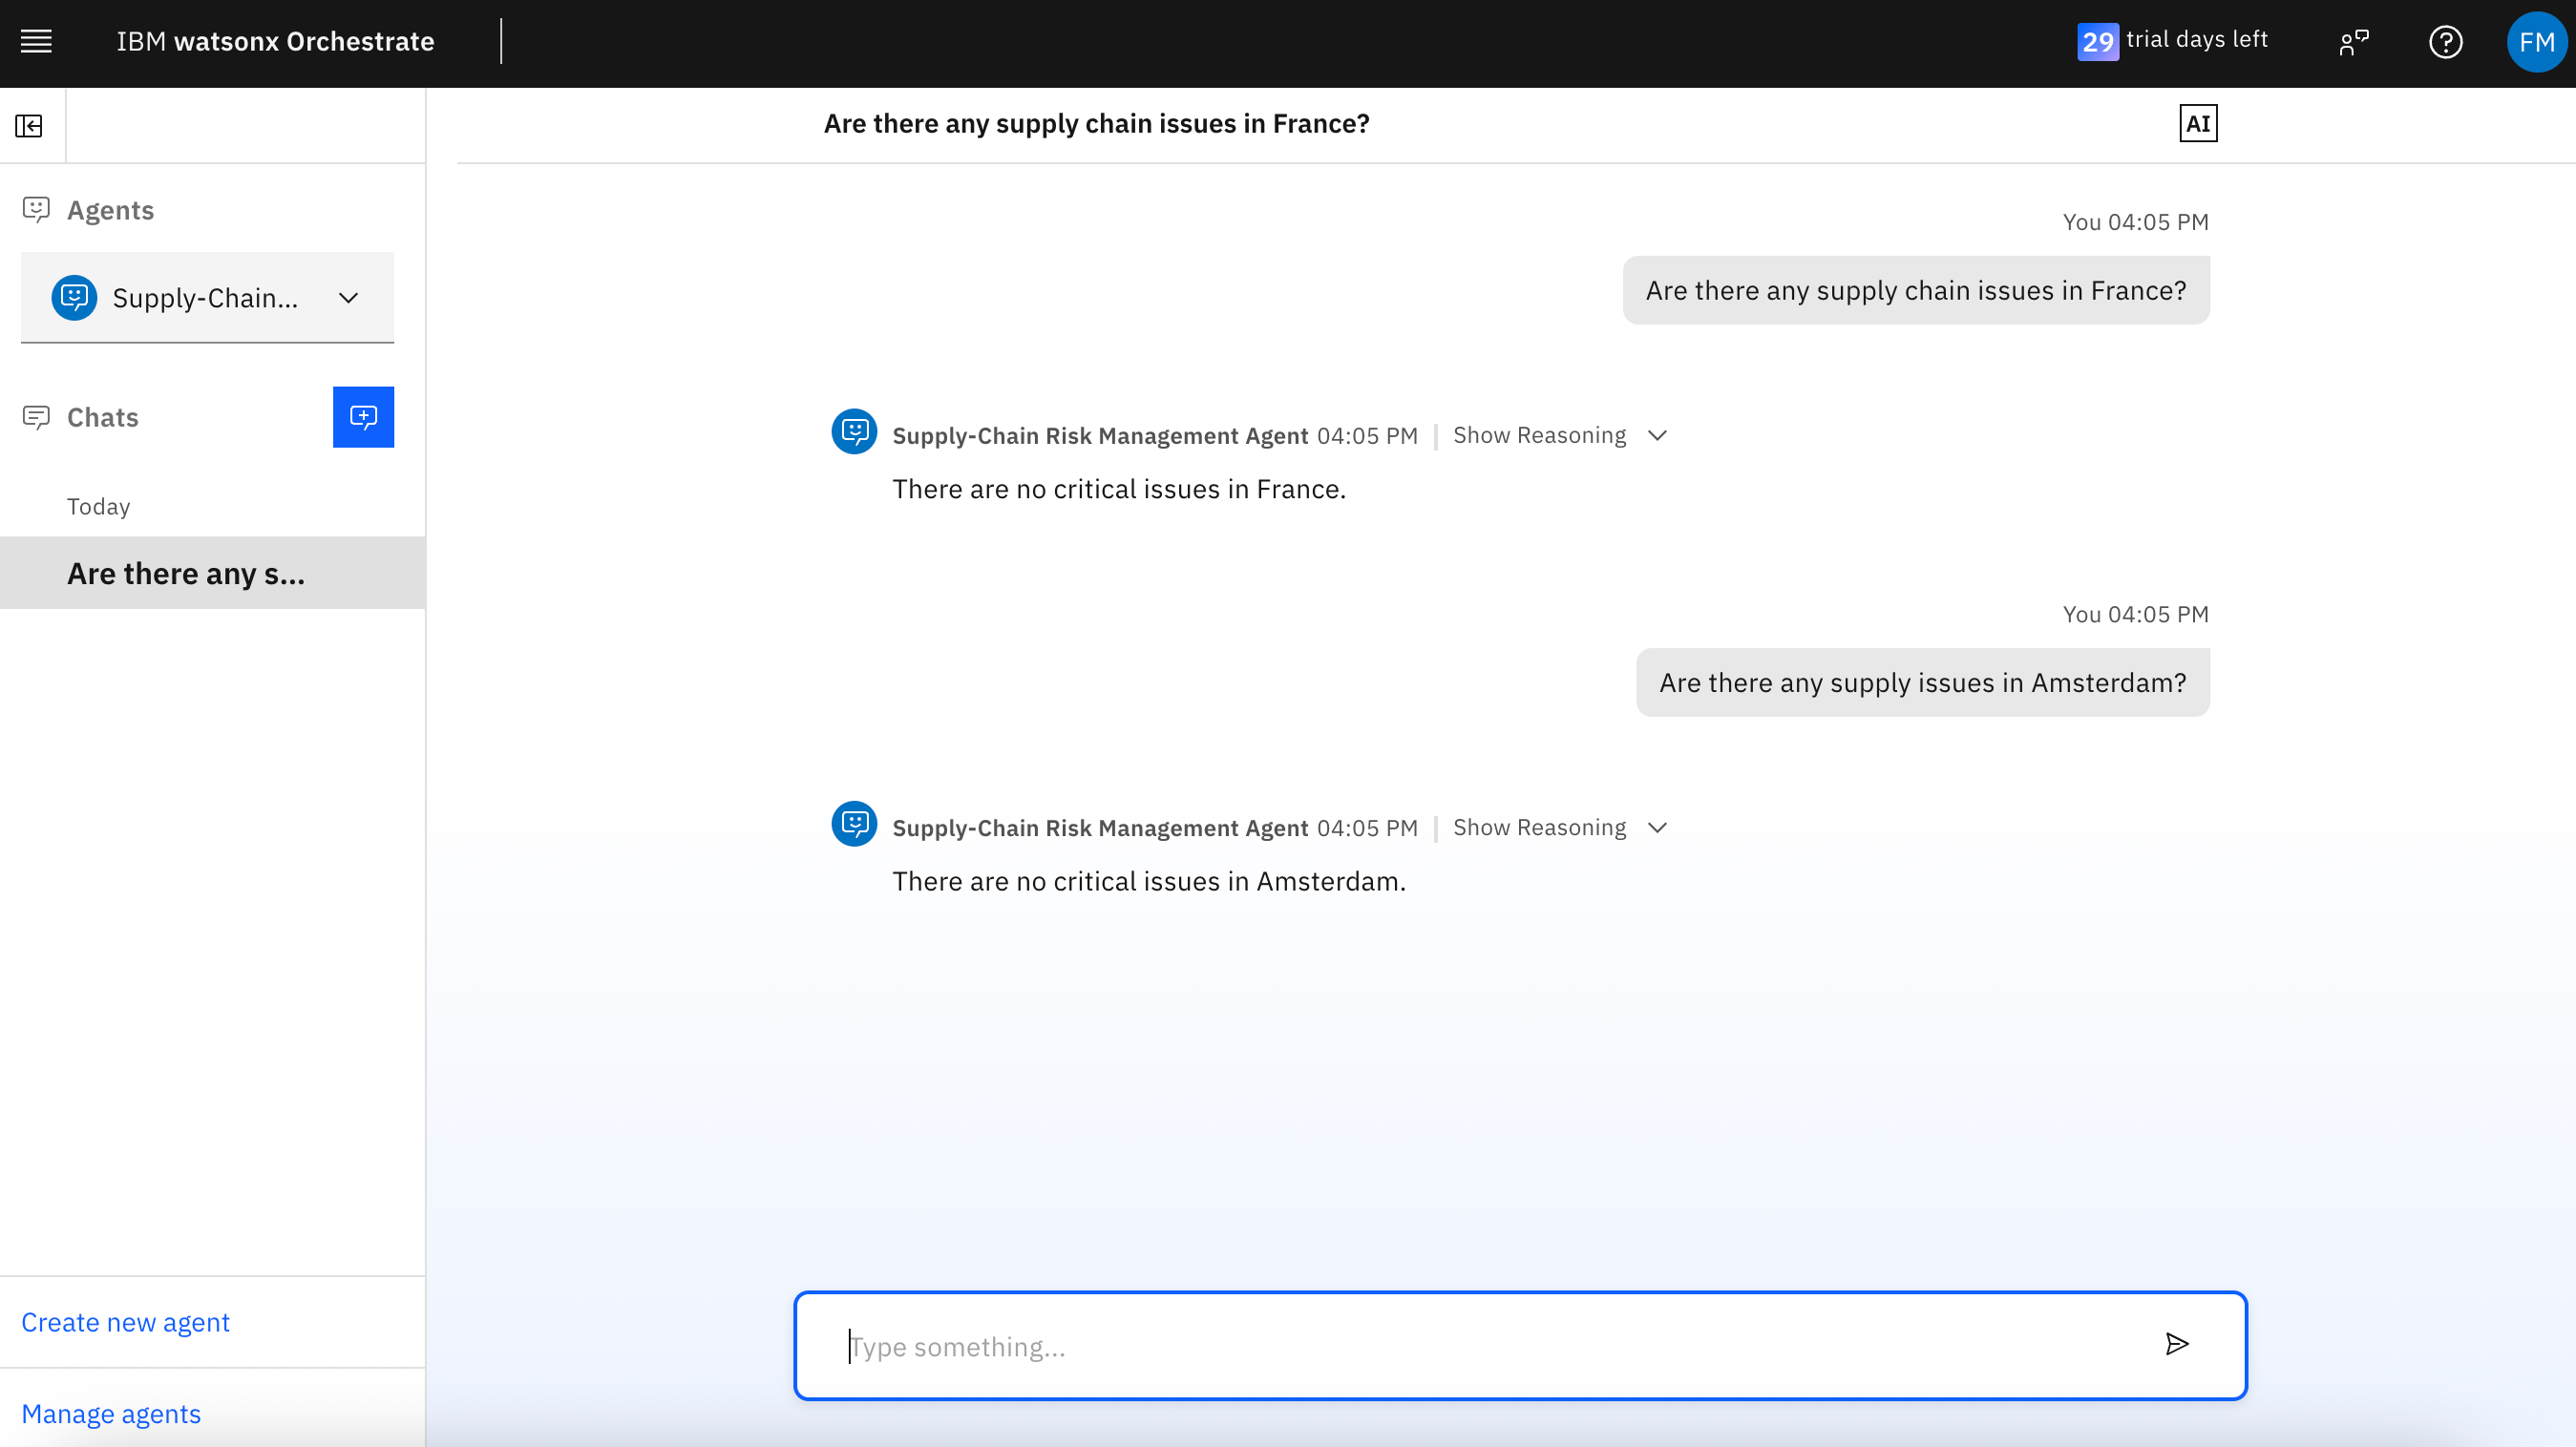 IBM watsonx Orchestrate
29 trial days left
FM
Are there any supply chain issues in France?
AI
Agents
Supply-Chain...
Chats
Today
Are there any s...
Create new agent
Manage agents
You 04:05 PM
Are there any supply chain issues in France?
Supply-Chain Risk Management Agent 04:05 PM | Show Reasoning
There are no critical issues in France.
You 04:05 PM
Are there any supply issues in Amsterdam?
Supply-Chain Risk Management Agent 04:05 PM | Show Reasoning
There are no critical issues in Amsterdam.
Type something...